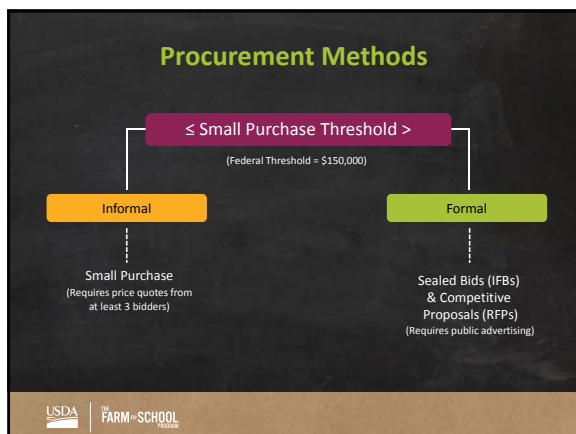 Procurement Methods
≤ Small Purchase Threshold >
(Federal Threshold = $150,000)
Informal
Formal
Small Purchase
(Requires price quotes from
at least 3 bidders)
Sealed Bids (IFBs)
& Competitive
Proposals (RFPs)
(Requires public advertising)
USDA
THE
FARM to SCHOOL
PROGRAM